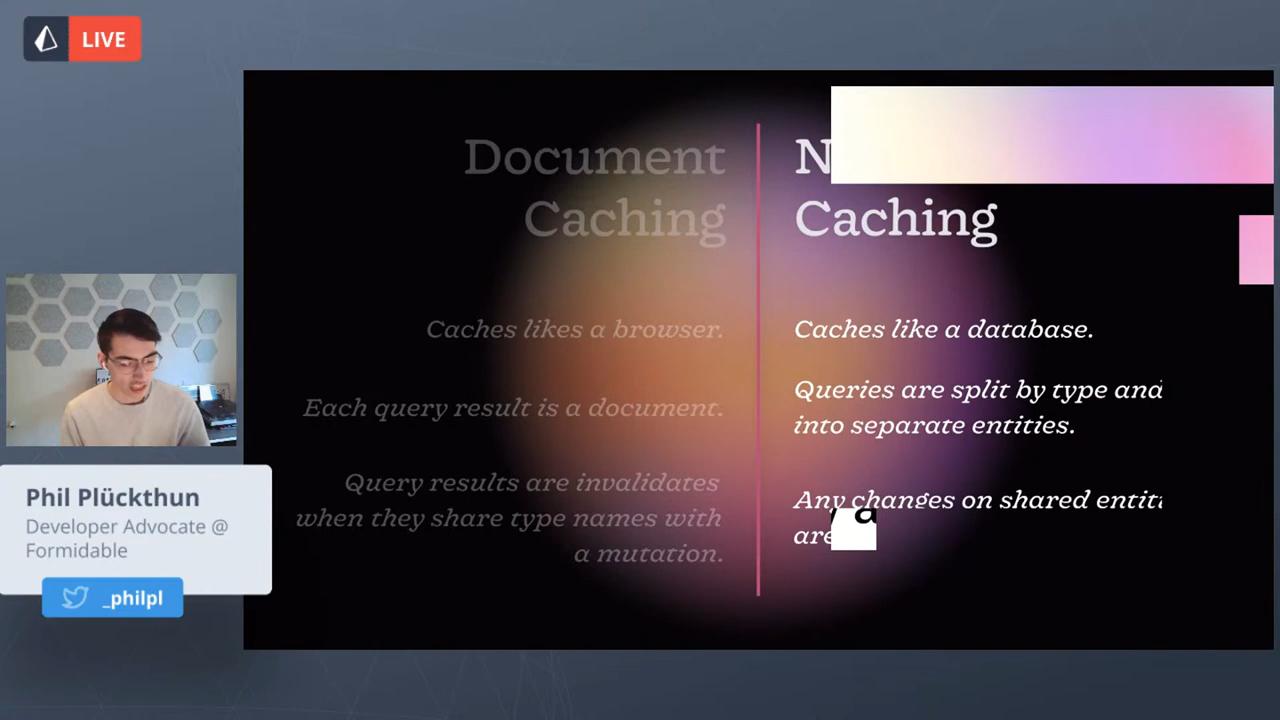 LIVE
Document
Caching
Caches likes a browser.
Each query result is a document.
Query results are invalidates
when they share type names with
a mutation.
N
Caching
Caches like a database.
Queries are split by type and
into separate entities.
Any changes on shared
are
Phil Plückthun
Developer Advocate @
Formidable
_philpl